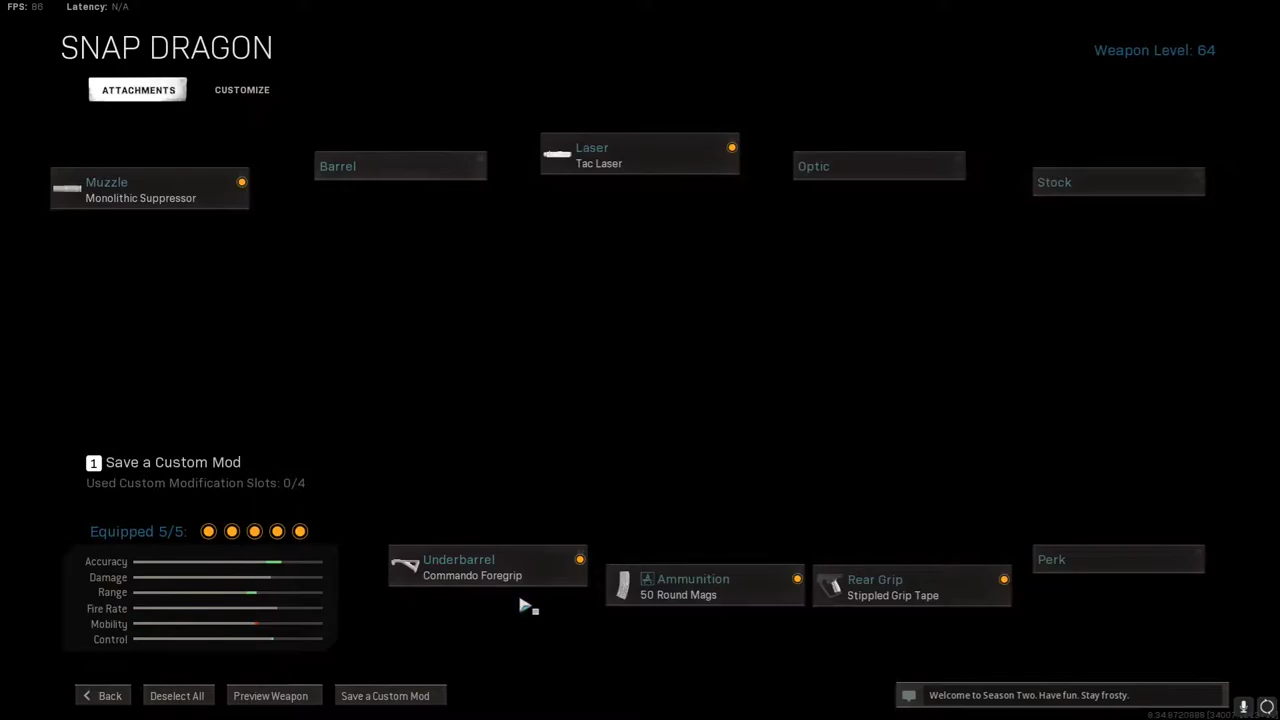 FPS: 86 Latency: N/A
SNAP DRAGON
Weapon Level: 64
ATTACHMENTS CUSTOMIZE
Laser
Tac Laser
Barrel
Optic
Muzzle
Monolithic Suppressor
Stock
1 Save a Custom Mod
Used Custom Modification Slots: 0/4
Equipped 5/5:
Accuracy
Damage
Range
Fire Rate
Mobility
Control
Underbarrel
Commando Foregrip
Ammunition
50 Round Mags
Rear Grip
Stippled Grip Tape
Perk
Back Deselect All Preview Weapon Save a Custom Mod
Welcome to Season Two. Have fun. Stay frosty.